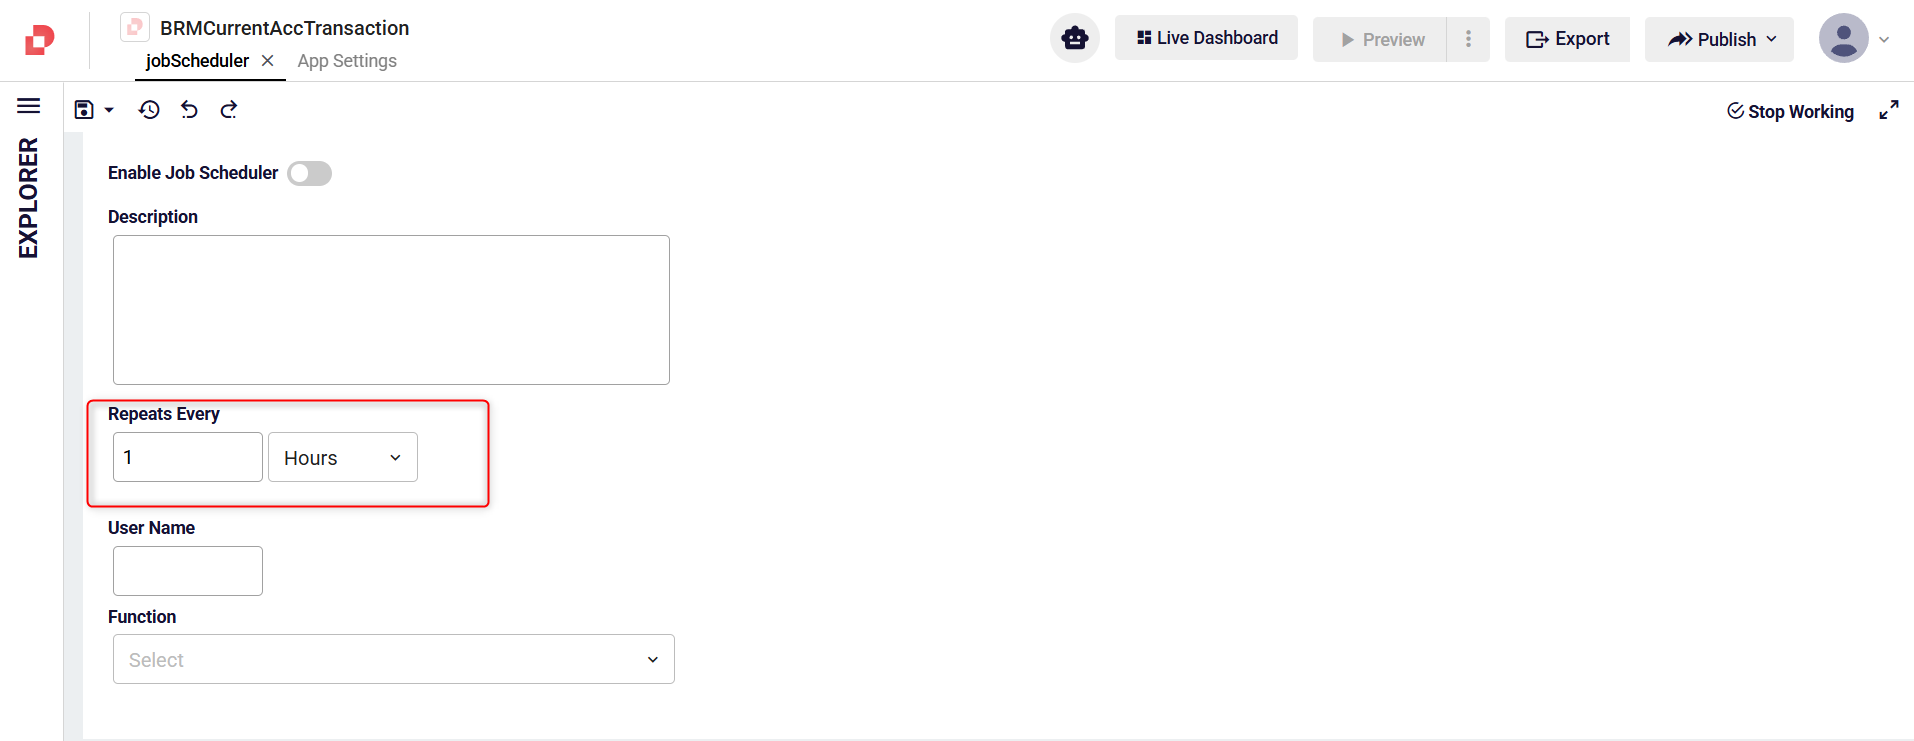 BRMCurrentAccTransaction
jobScheduler App Settings
Live Dashboard
Preview
Export
Publish
EXPLORER
Stop Working
Enable Job Scheduler
Description
Repeats Every
1 Hours
User Name
Function
Select